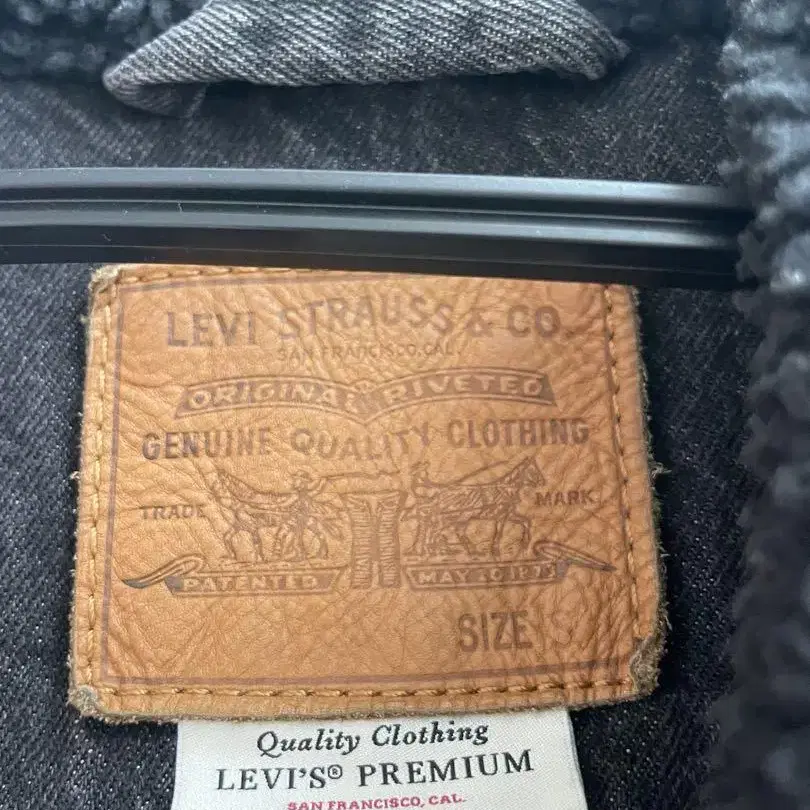 LEVI STRAUSS & CO.
SAN FRANCISCO, CAL.
ORIGINAL RIVETED
GENUINE QUALITY CLOTHING
TRADE MARK
PATENTED MAY 20 1873
SIZE S
Quality Clothing
LEVI'S® PREMIUM
SAN FRANCISCO, CAL.